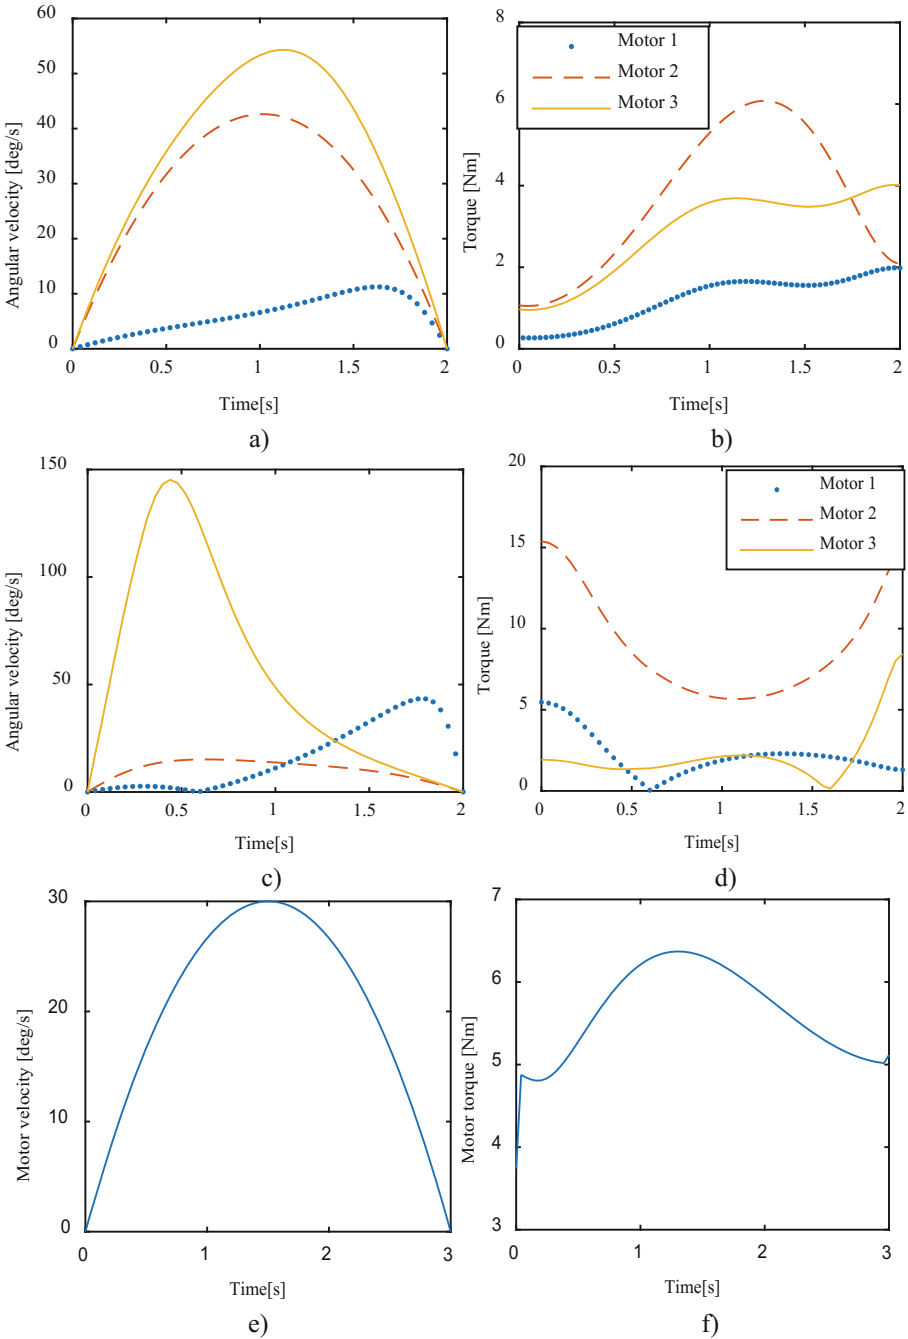 60
50
40
30
20
10
0
Angular velocity [deg/s]
0
0.5
1
1.5
2
Time[s]
a)
8
6
4
2
0
Torque [Nm]
Motor 1
Motor 2
Motor 3
0
0.5
1
1.5
2
Time[s]
b)
150
100
50
0
Angular velocity [deg/s]
0
0.5
1
1.5
2
Time[s]
c)
20
15
10
5
0
Torque [Nm]
Motor 1
Motor 2
Motor 3
0
0.5
1
1.5
2
Time[s]
d)
30
20
10
0
Motor velocity [deg/s]
0
1
2
3
Time[s]
e)
7
6
5
4
3
Motor torque [Nm]
0
1
2
3
Time[s]
f)